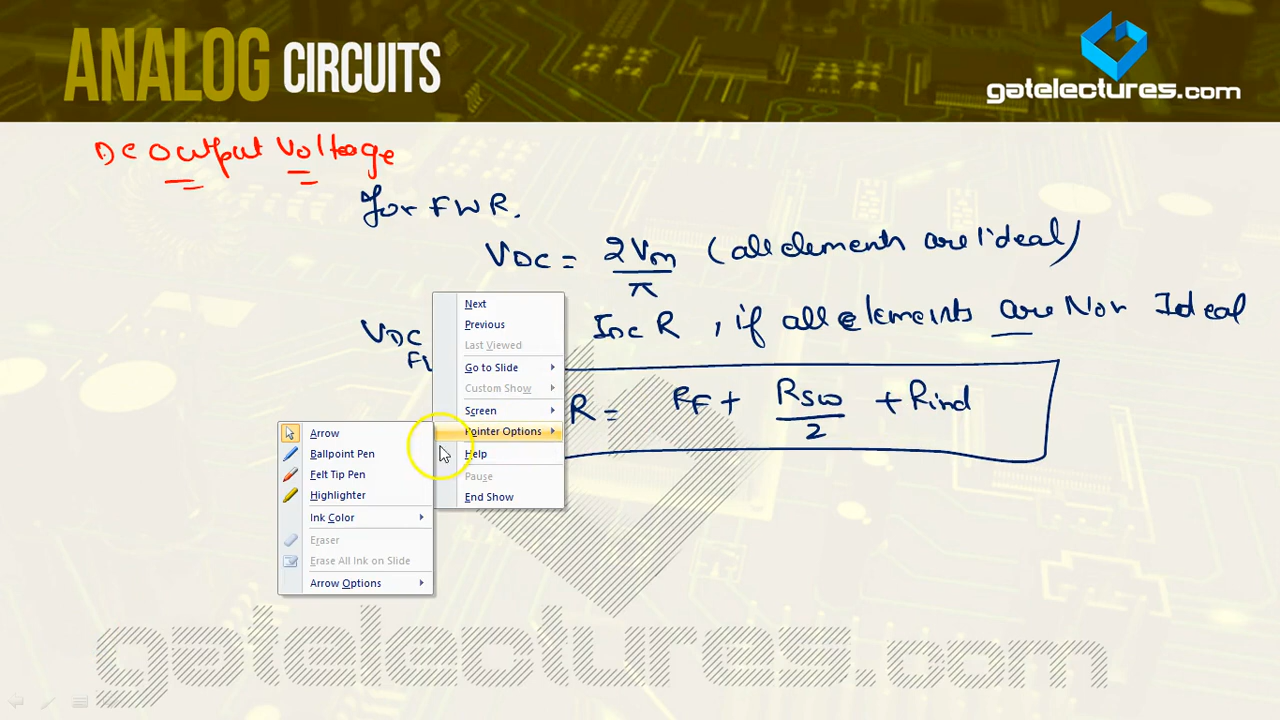 ANALOG CIRCUITS
gatelectures.com
DC Output Voltage
for FWR.
VDC = 2Vm (all elements are Ideal)
π
VDC IDC R , if all elements are Non Ideal
R = RF + RSW + Rind
2
Next
Previous
Last Viewed
Go to Slide
Custom Show
Screen
Pointer Options
Help
Pause
End Show
Arrow
Ballpoint Pen
Felt Tip Pen
Highlighter
Ink Color
Eraser
Erase All Ink on Slide
Arrow Options
gatelectures.com